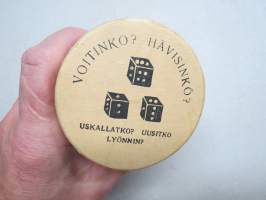 VOITINKO? HÄVISINKÖ?
USKALLATKO? UUSITKO
LYÖNNIN?